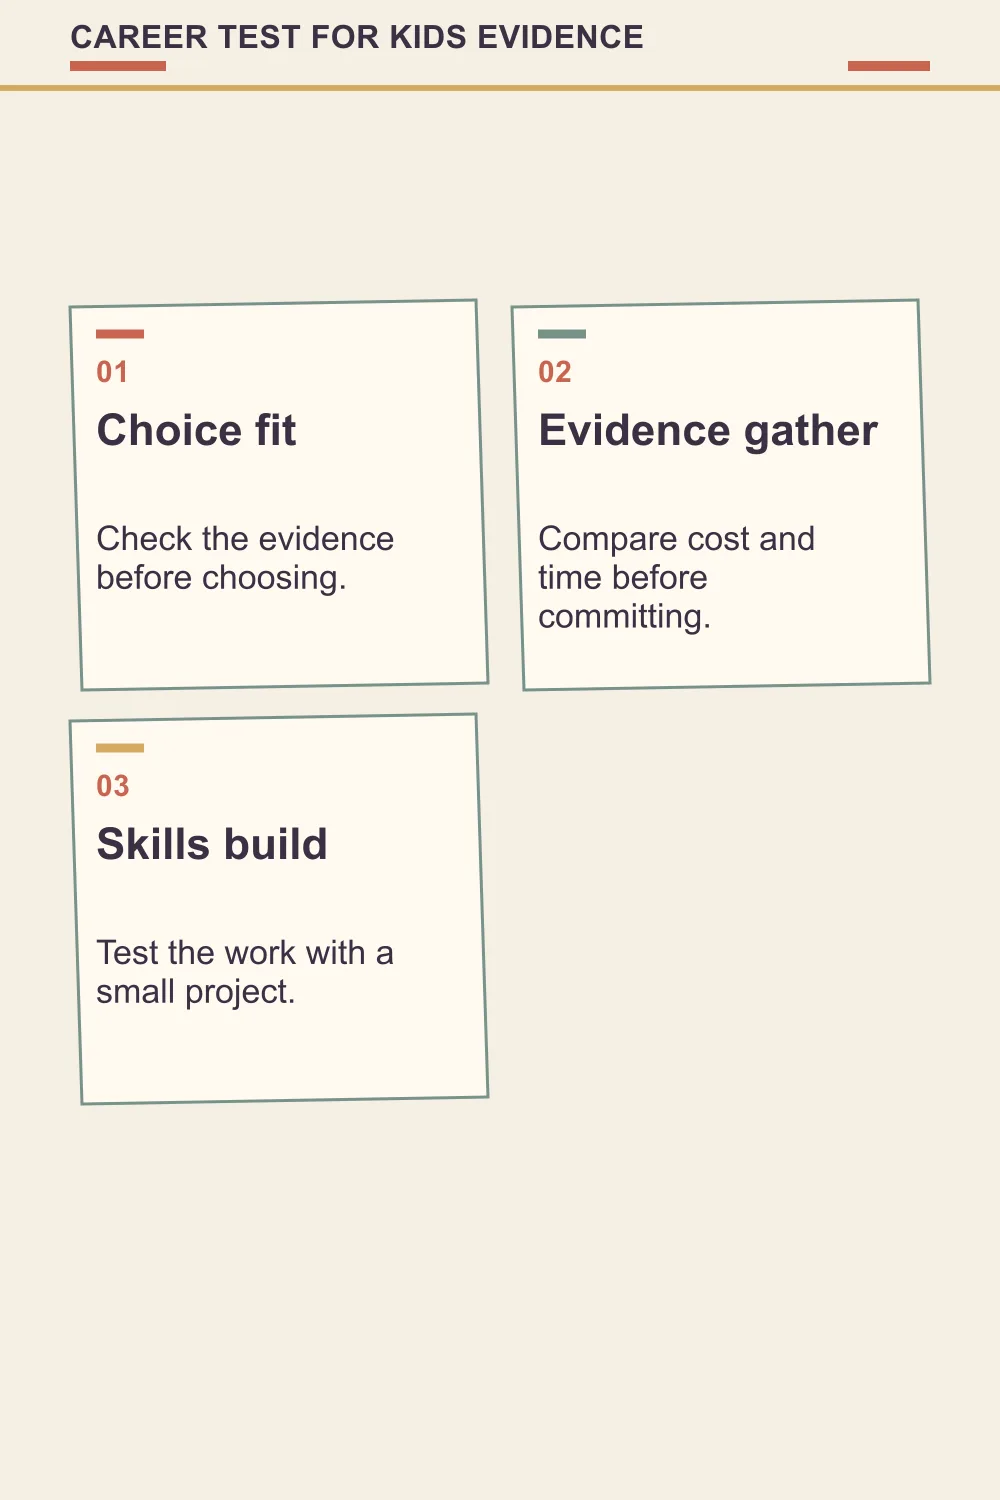 CAREER TEST FOR KIDS EVIDENCE
01
Choice fit
Check the evidence
before choosing.
02
Evidence gather
Compare cost and
time before
committing.
03
Skills build
Test the work with a
small project.